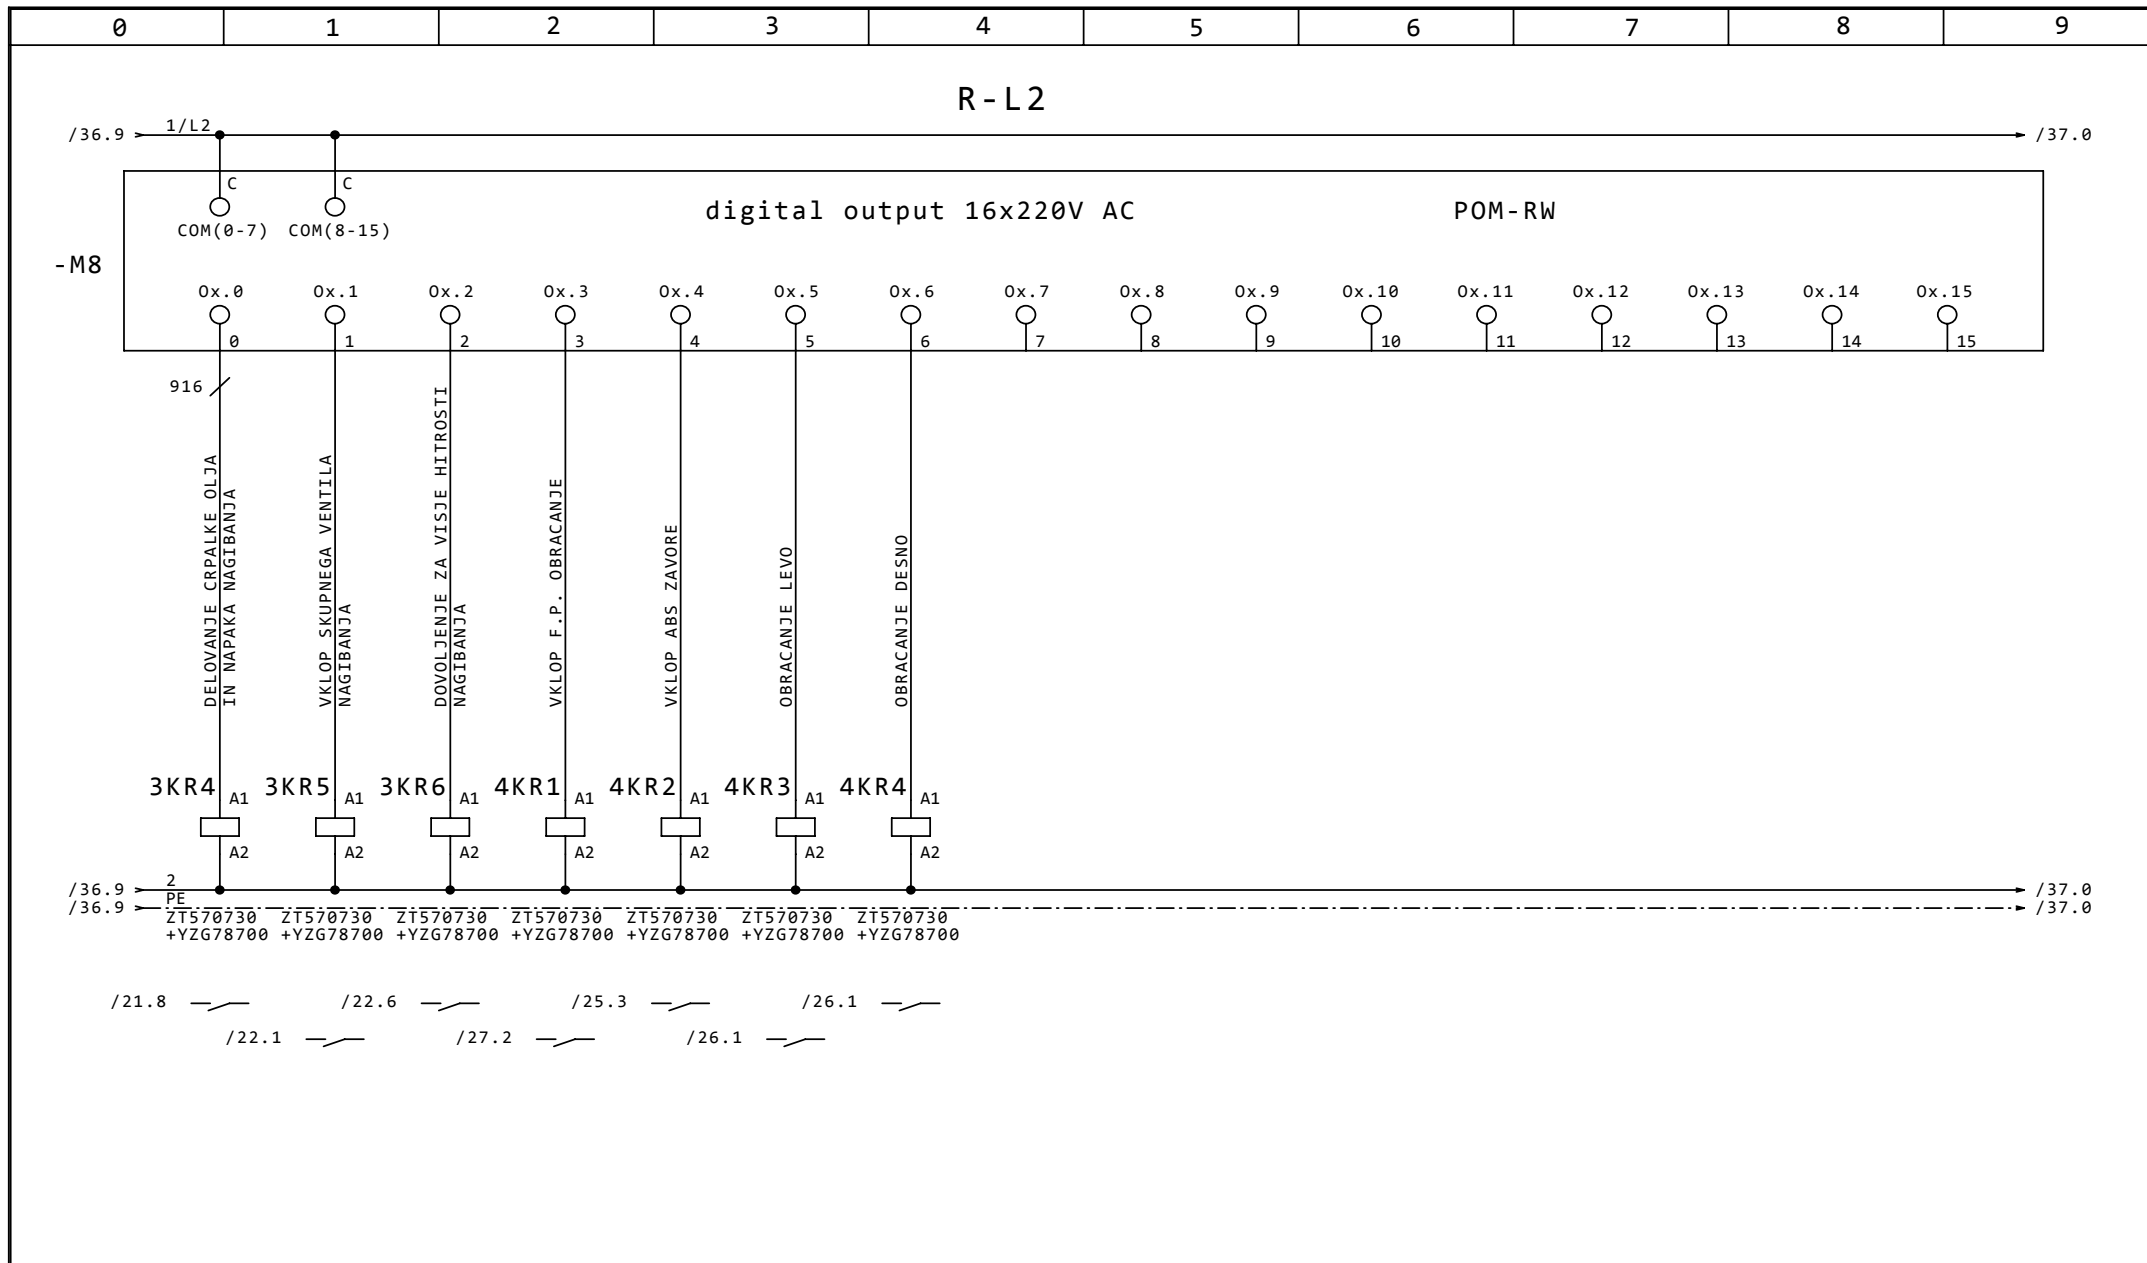 0 1 2 3 4 5 6 7 8 9
R-L2
/36.9 1/L2 /37.0
C C
COM(0-7) COM(8-15)
digital output 16x220V AC POM-RW
-M8
Ox.0 Ox.1 Ox.2 Ox.3 Ox.4 Ox.5 Ox.6 Ox.7 Ox.8 Ox.9 Ox.10 Ox.11 Ox.12 Ox.13 Ox.14 Ox.15
0 1 2 3 4 5 6 7 8 9 10 11 12 13 14 15
916
DELOVANJE CRPALKE OLJA
IN NAPAKA NAGIBANJA
VKLOP SKUPNEGA VENTILA
NAGIBANJA
DOVOLJENJE ZA VISJE HITROSTI
NAGIBANJA
VKLOP F.P. OBRACANJE
VKLOP ABS ZAVORE
OBRACANJE LEVO
OBRACANJE DESNO
3KR4 3KR5 3KR6 4KR1 4KR2 4KR3 4KR4
A1 A1 A1 A1 A1 A1 A1
A2 A2 A2 A2 A2 A2 A2
/36.9 2 /37.0
/36.9 PE /37.0
ZT570730 ZT570730 ZT570730 ZT570730 ZT570730 ZT570730 ZT570730
+YZG78700 +YZG78700 +YZG78700 +YZG78700 +YZG78700 +YZG78700 +YZG78700
/21.8 /22.6 /25.3 /26.1
/22.1 /27.2 /26.1